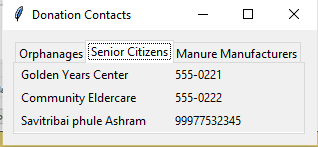 Donation Contacts
Orphanages Senior Citizens Manure Manufacturers
Golden Years Center 555-0221
Community Eldercare 555-0222
Savitribai phule Ashram 99977532345